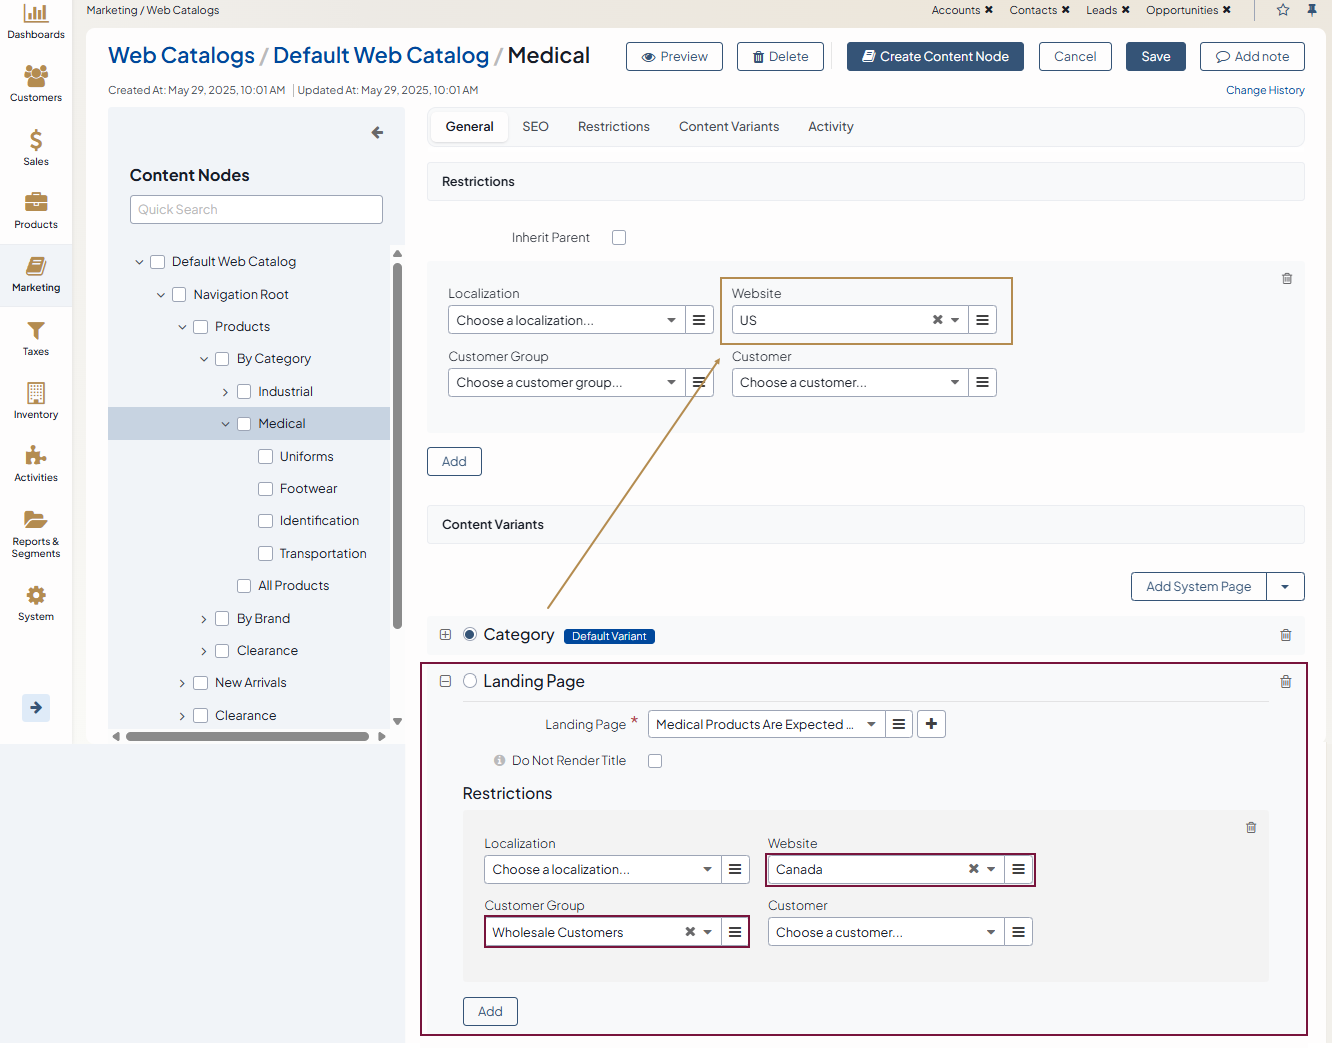 Marketing / Web Catalogs
Accounts ✖ Contacts ✖ Leads ✖ Opportunities ✖
Dashboards
Customers
Sales
Products
Marketing
Taxes
Inventory
Activities
Reports &
Segments
System
Web Catalogs / Default Web Catalog / Medical
Preview
Delete
Create Content Node
Cancel
Save
Add note
Created At: May 29, 2025, 10:01 AM | Updated At: May 29, 2025, 10:01 AM
Change History
Content Nodes
Quick Search
Default Web Catalog
Navigation Root
Products
By Category
Industrial
Medical
Uniforms
Footwear
Identification
Transportation
All Products
By Brand
Clearance
New Arrivals
Clearance
General SEO Restrictions Content Variants Activity
Restrictions
Inherit Parent
Localization Website
Choose a localization... US
Customer Group Customer
Choose a customer group... Choose a customer...
Add
Content Variants
Add System Page
Category Default Variant
Landing Page
Landing Page * Medical Products Are Expected ...
Do Not Render Title
Restrictions
Localization Website
Choose a localization... Canada
Customer Group Customer
Wholesale Customers Choose a customer...
Add